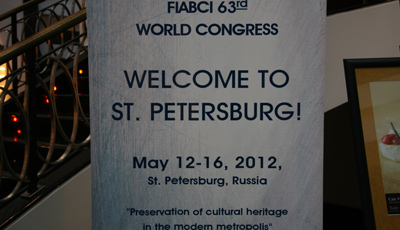 FIABCI 63rd
WORLD CONGRESS
WELCOME TO
ST. PETERSBURG!
May 12-16, 2012,
St. Petersburg, Russia
"Preservation of cultural heritage
in the modern metropolis"